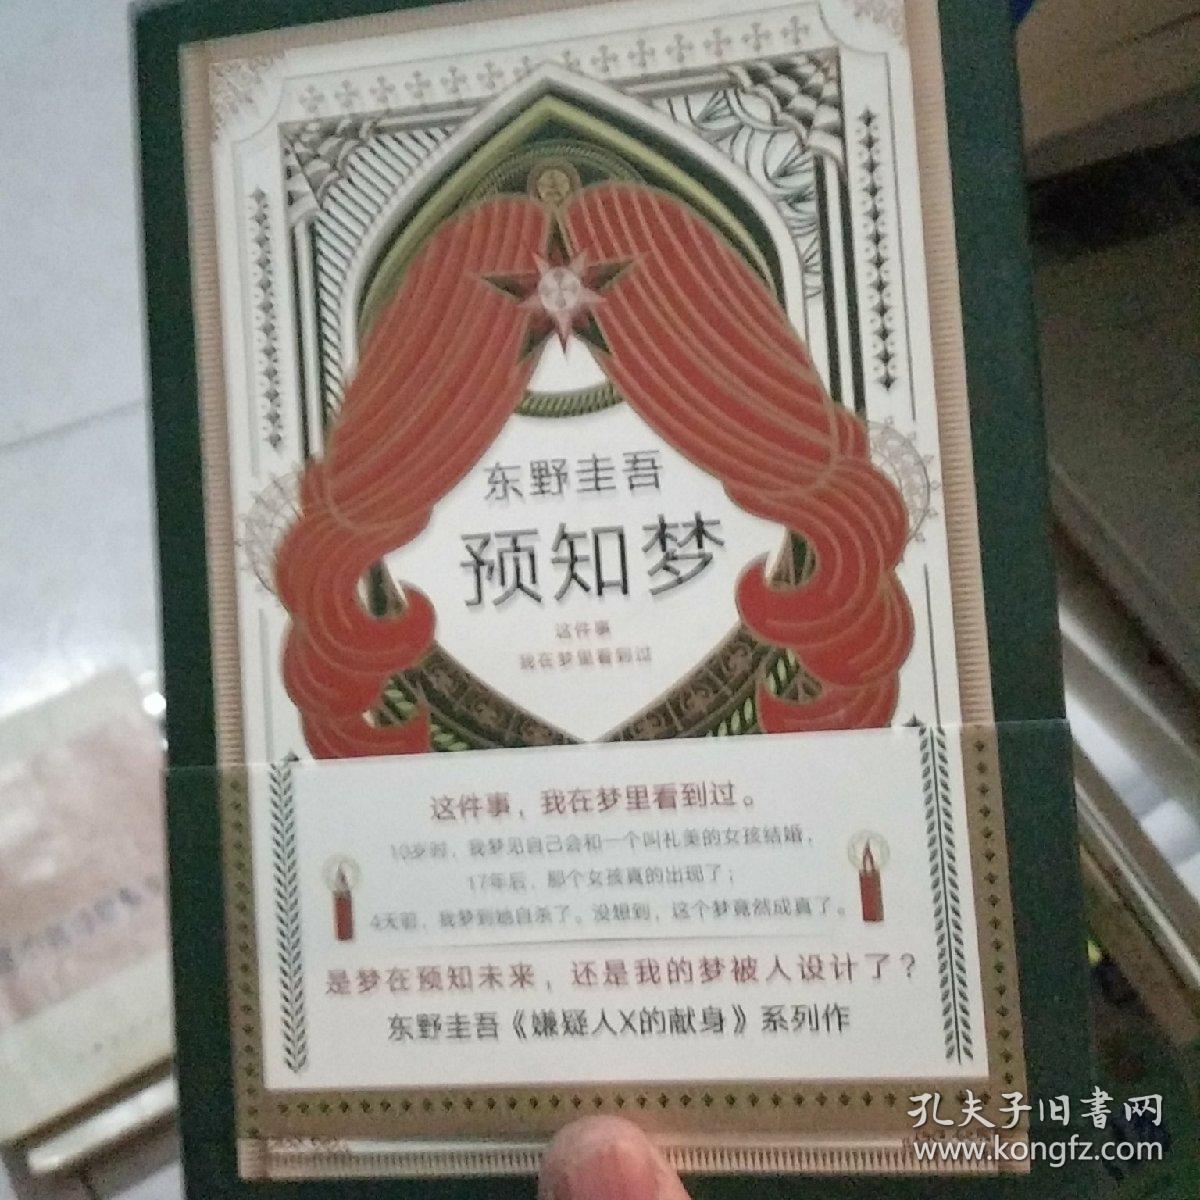 东野圭吾
预知梦
这件事
我在梦里看到过
这件事，我在梦里看到过。
10岁时，我梦见自己会和一个叫礼美的女孩结婚，
17年后，那个女孩真的出现了；
4天前，我梦到她自杀了。没想到，这个梦竟然成真了。
是梦在预知未来，还是我的梦被人设计了？
东野圭吾《嫌疑人X的献身》系列作
孔夫子旧書网
www.kongfz.com